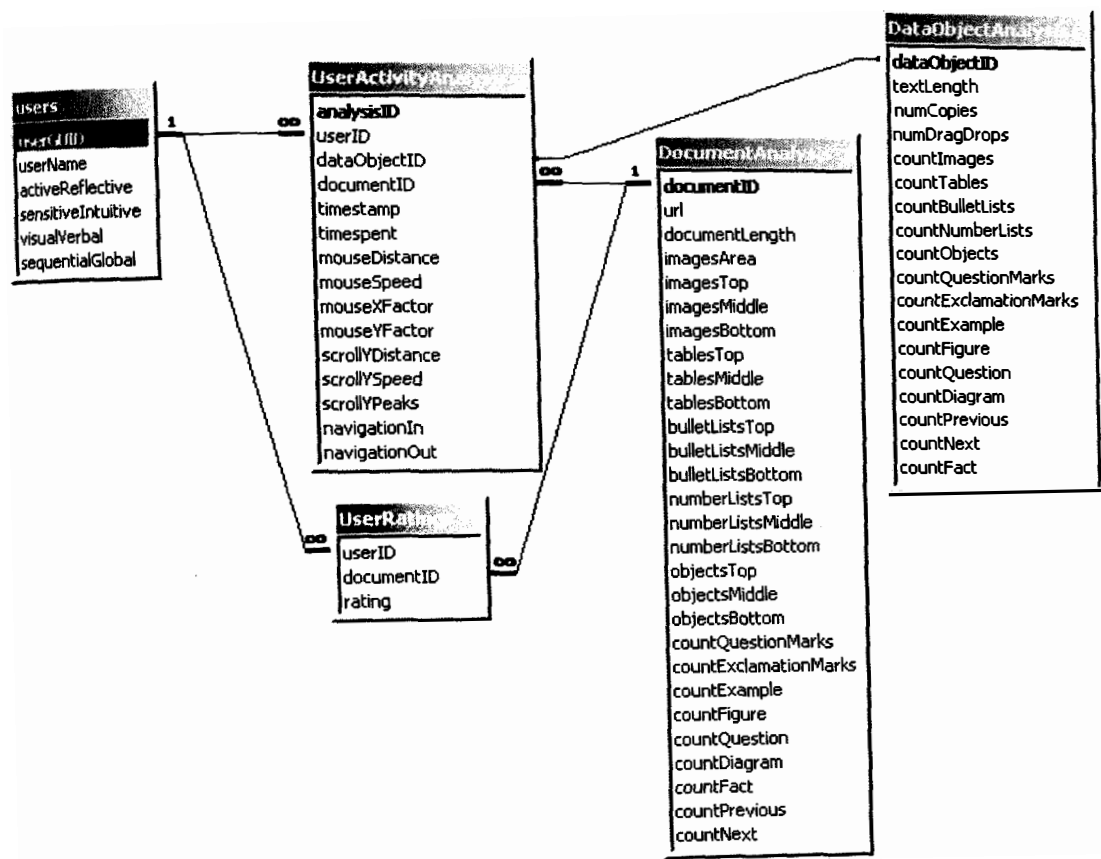 users
1
userName
activeReflective
sensitiveIntuitive
visualVerbal
sequentialGlobal
∞
UserActivityAna
analysisID
userID
dataObjectID
documentID
timestamp
timespent
mouseDistance
mouseSpeed
mouseXFactor
mouseYFactor
scrollYDistance
scrollYSpeed
scrollYPeaks
navigationIn
navigationOut
∞
1
∞
UserRatin
userID
documentID
rating
∞
DocumentAnalys
documentID
url
documentLength
imagesArea
imagesTop
imagesMiddle
imagesBottom
tablesTop
tablesMiddle
tablesBottom
bulletListsTop
bulletListsMiddle
bulletListsBottom
numberListsTop
numberListsMiddle
numberListsBottom
objectsTop
objectsMiddle
objectsBottom
countQuestionMarks
countExclamationMarks
countExample
countFigure
countQuestion
countDiagram
countFact
countPrevious
countNext
DataObjectAnaly
dataObjectID
textLength
numCopies
numDragDrops
countImages
countTables
countBulletLists
countNumberLists
countObjects
countQuestionMarks
countExclamationMarks
countExample
countFigure
countQuestion
countDiagram
countPrevious
countNext
countFact